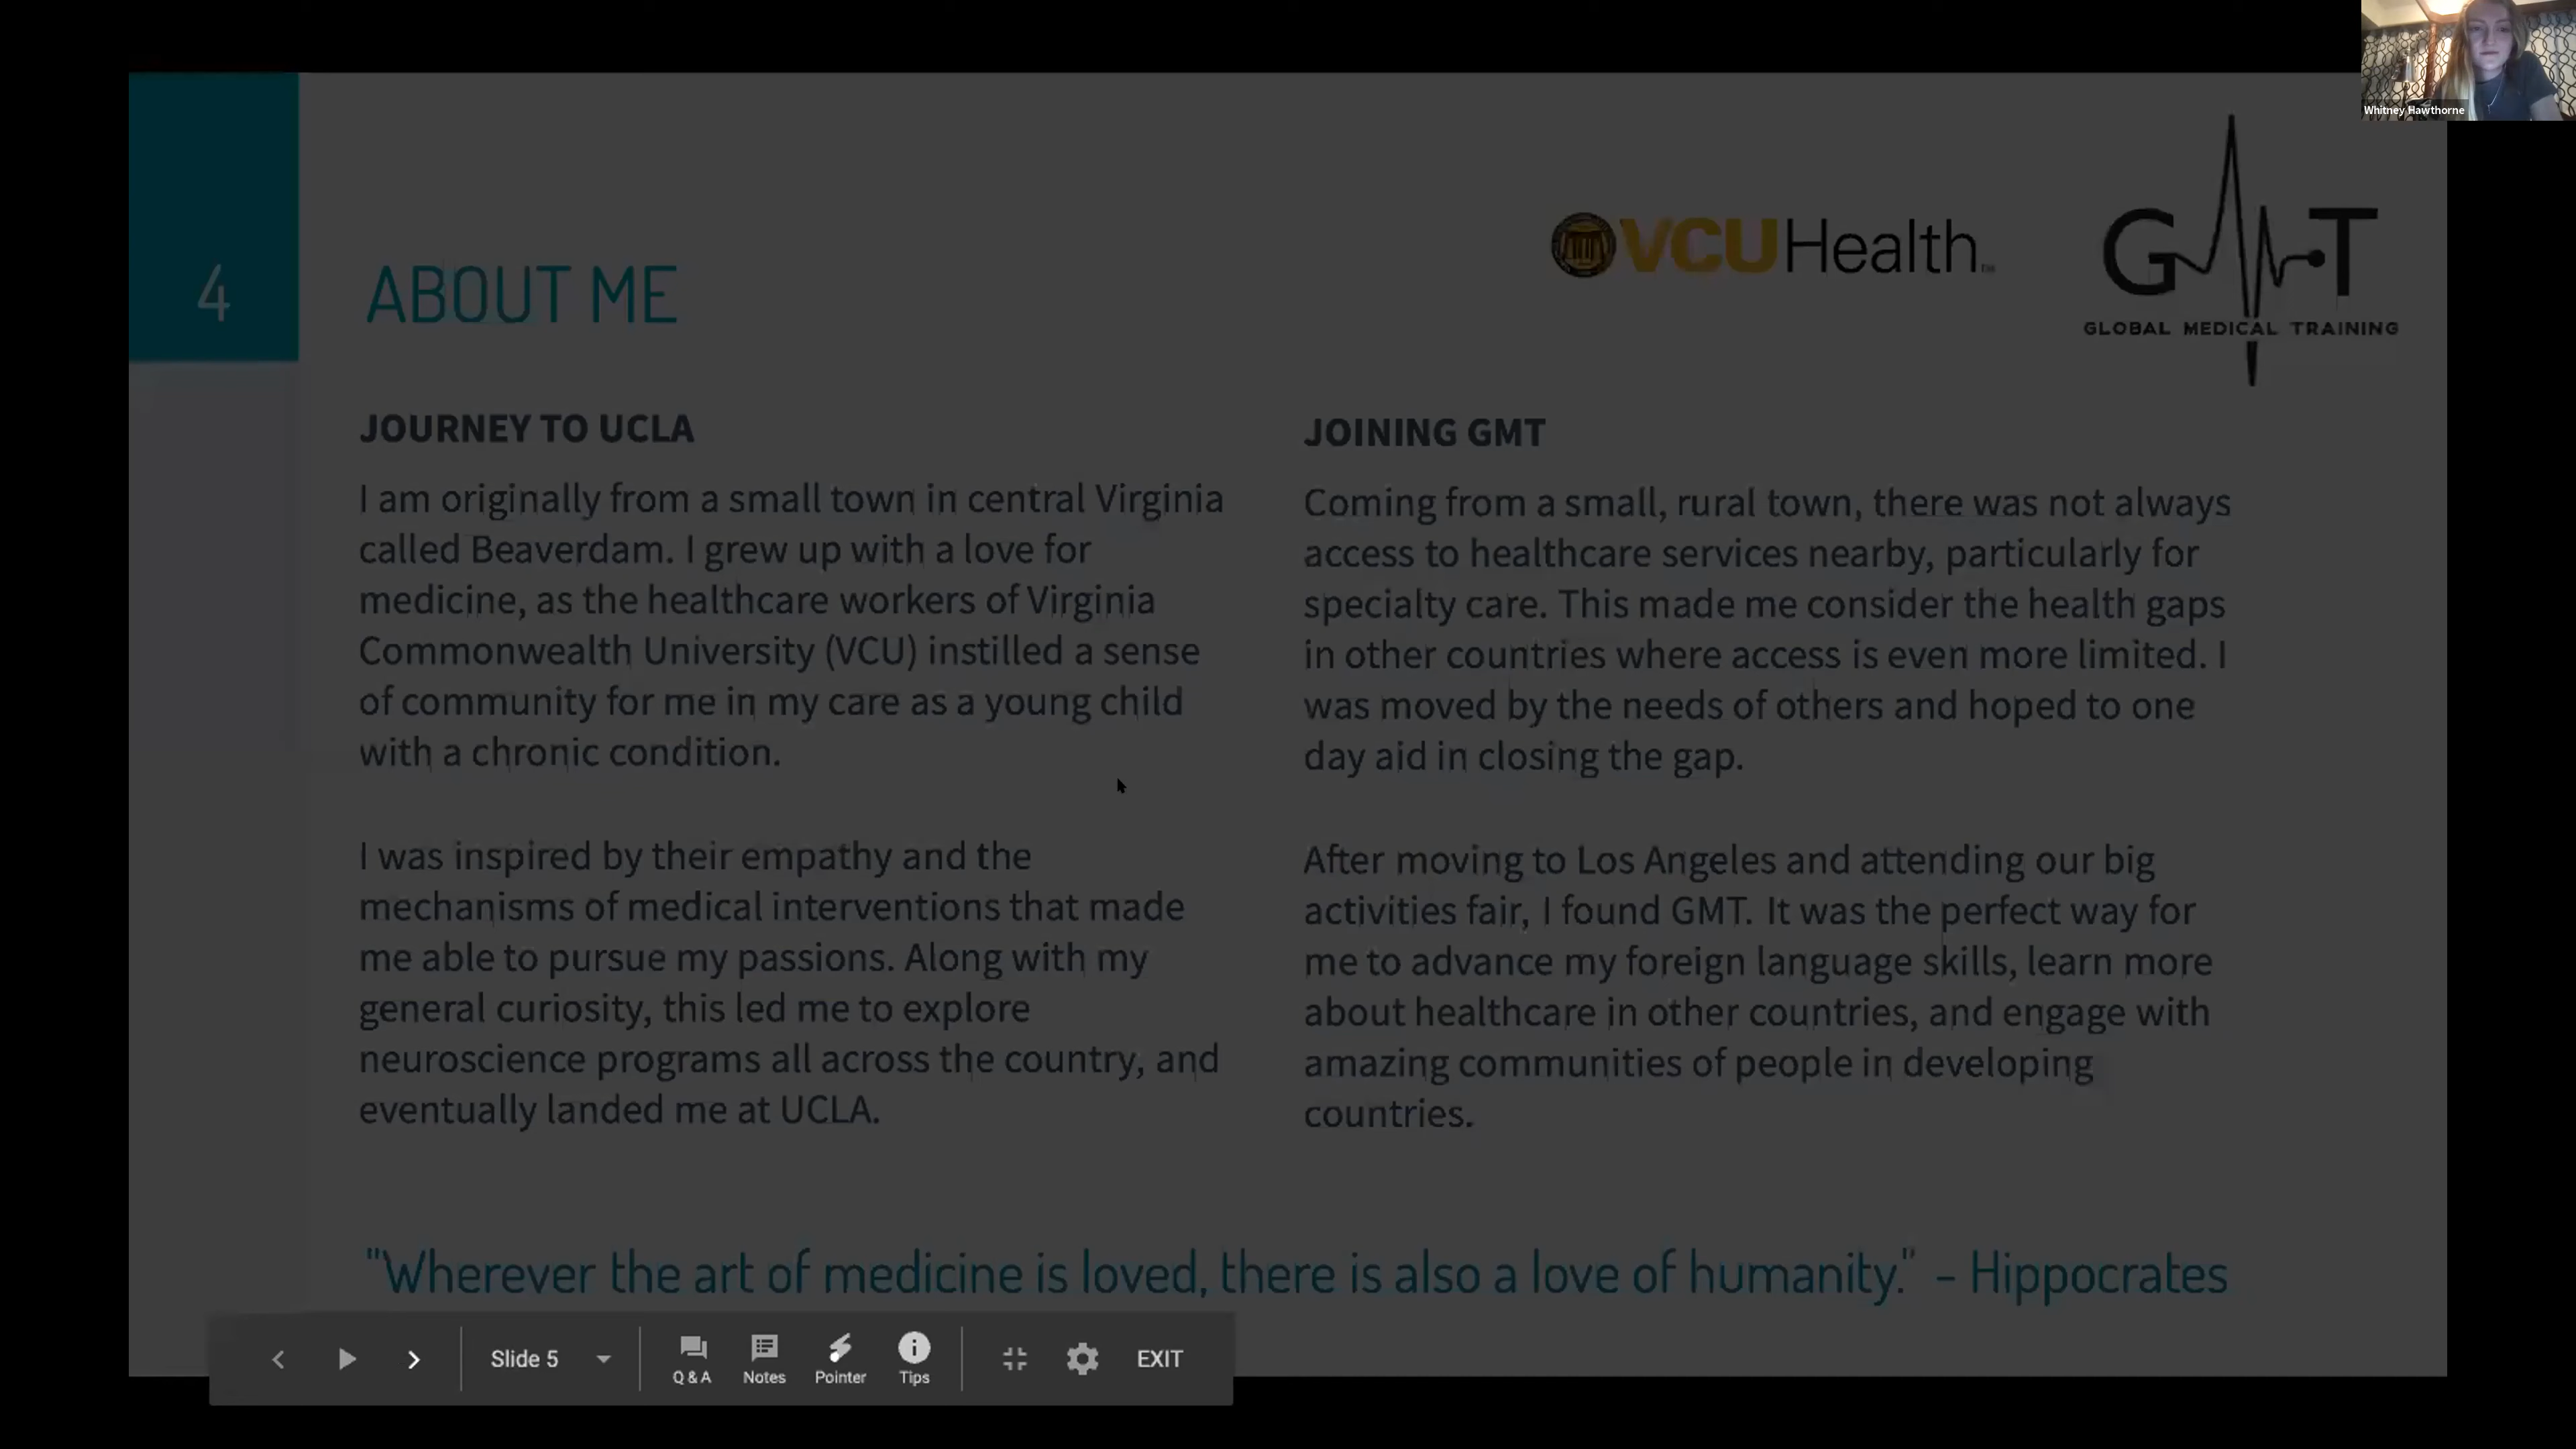 Whitney Hawthorne
4
ABOUT ME
VCUHealth™
G T
GLOBAL MEDICAL TRAINING
JOURNEY TO UCLA
I am originally from a small town in central Virginia
called Beaverdam. I grew up with a love for
medicine, as the healthcare workers of Virginia
Commonwealth University (VCU) instilled a sense
of community for me in my care as a young child
with a chronic condition.
I was inspired by their empathy and the
mechanisms of medical interventions that made
me able to pursue my passions. Along with my
general curiosity, this led me to explore
neuroscience programs all across the country, and
eventually landed me at UCLA.
JOINING GMT
Coming from a small, rural town, there was not always
access to healthcare services nearby, particularly for
specialty care. This made me consider the health gaps
in other countries where access is even more limited. I
was moved by the needs of others and hoped to one
day aid in closing the gap.
After moving to Los Angeles and attending our big
activities fair, I found GMT. It was the perfect way for
me to advance my foreign language skills, learn more
about healthcare in other countries, and engage with
amazing communities of people in developing
countries.
"Wherever the art of medicine is loved, there is also a love of humanity." - Hippocrates
Slide 5
Q & A
Notes
Pointer
Tips
EXIT